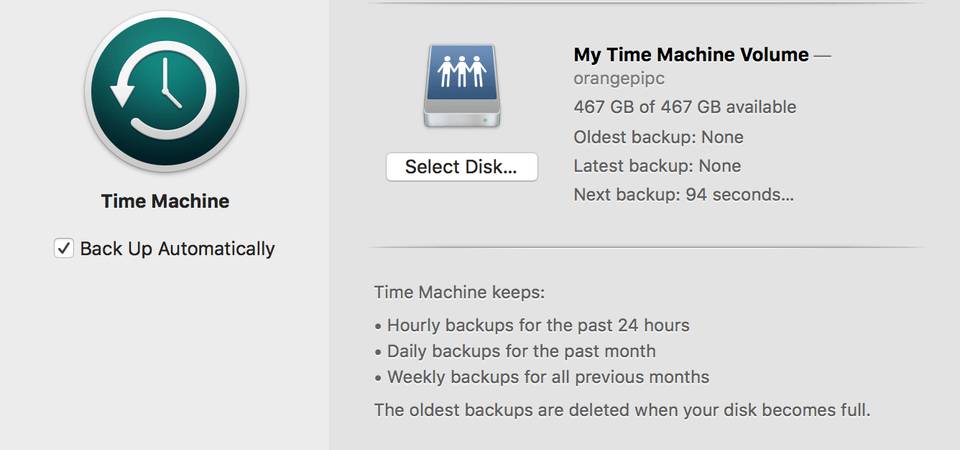 Time Machine
Back Up Automatically
Select Disk...
My Time Machine Volume —
orangepipc
467 GB of 467 GB available
Oldest backup: None
Latest backup: None
Next backup: 94 seconds...
Time Machine keeps:
• Hourly backups for the past 24 hours
• Daily backups for the past month
• Weekly backups for all previous months
The oldest backups are deleted when your disk becomes full.